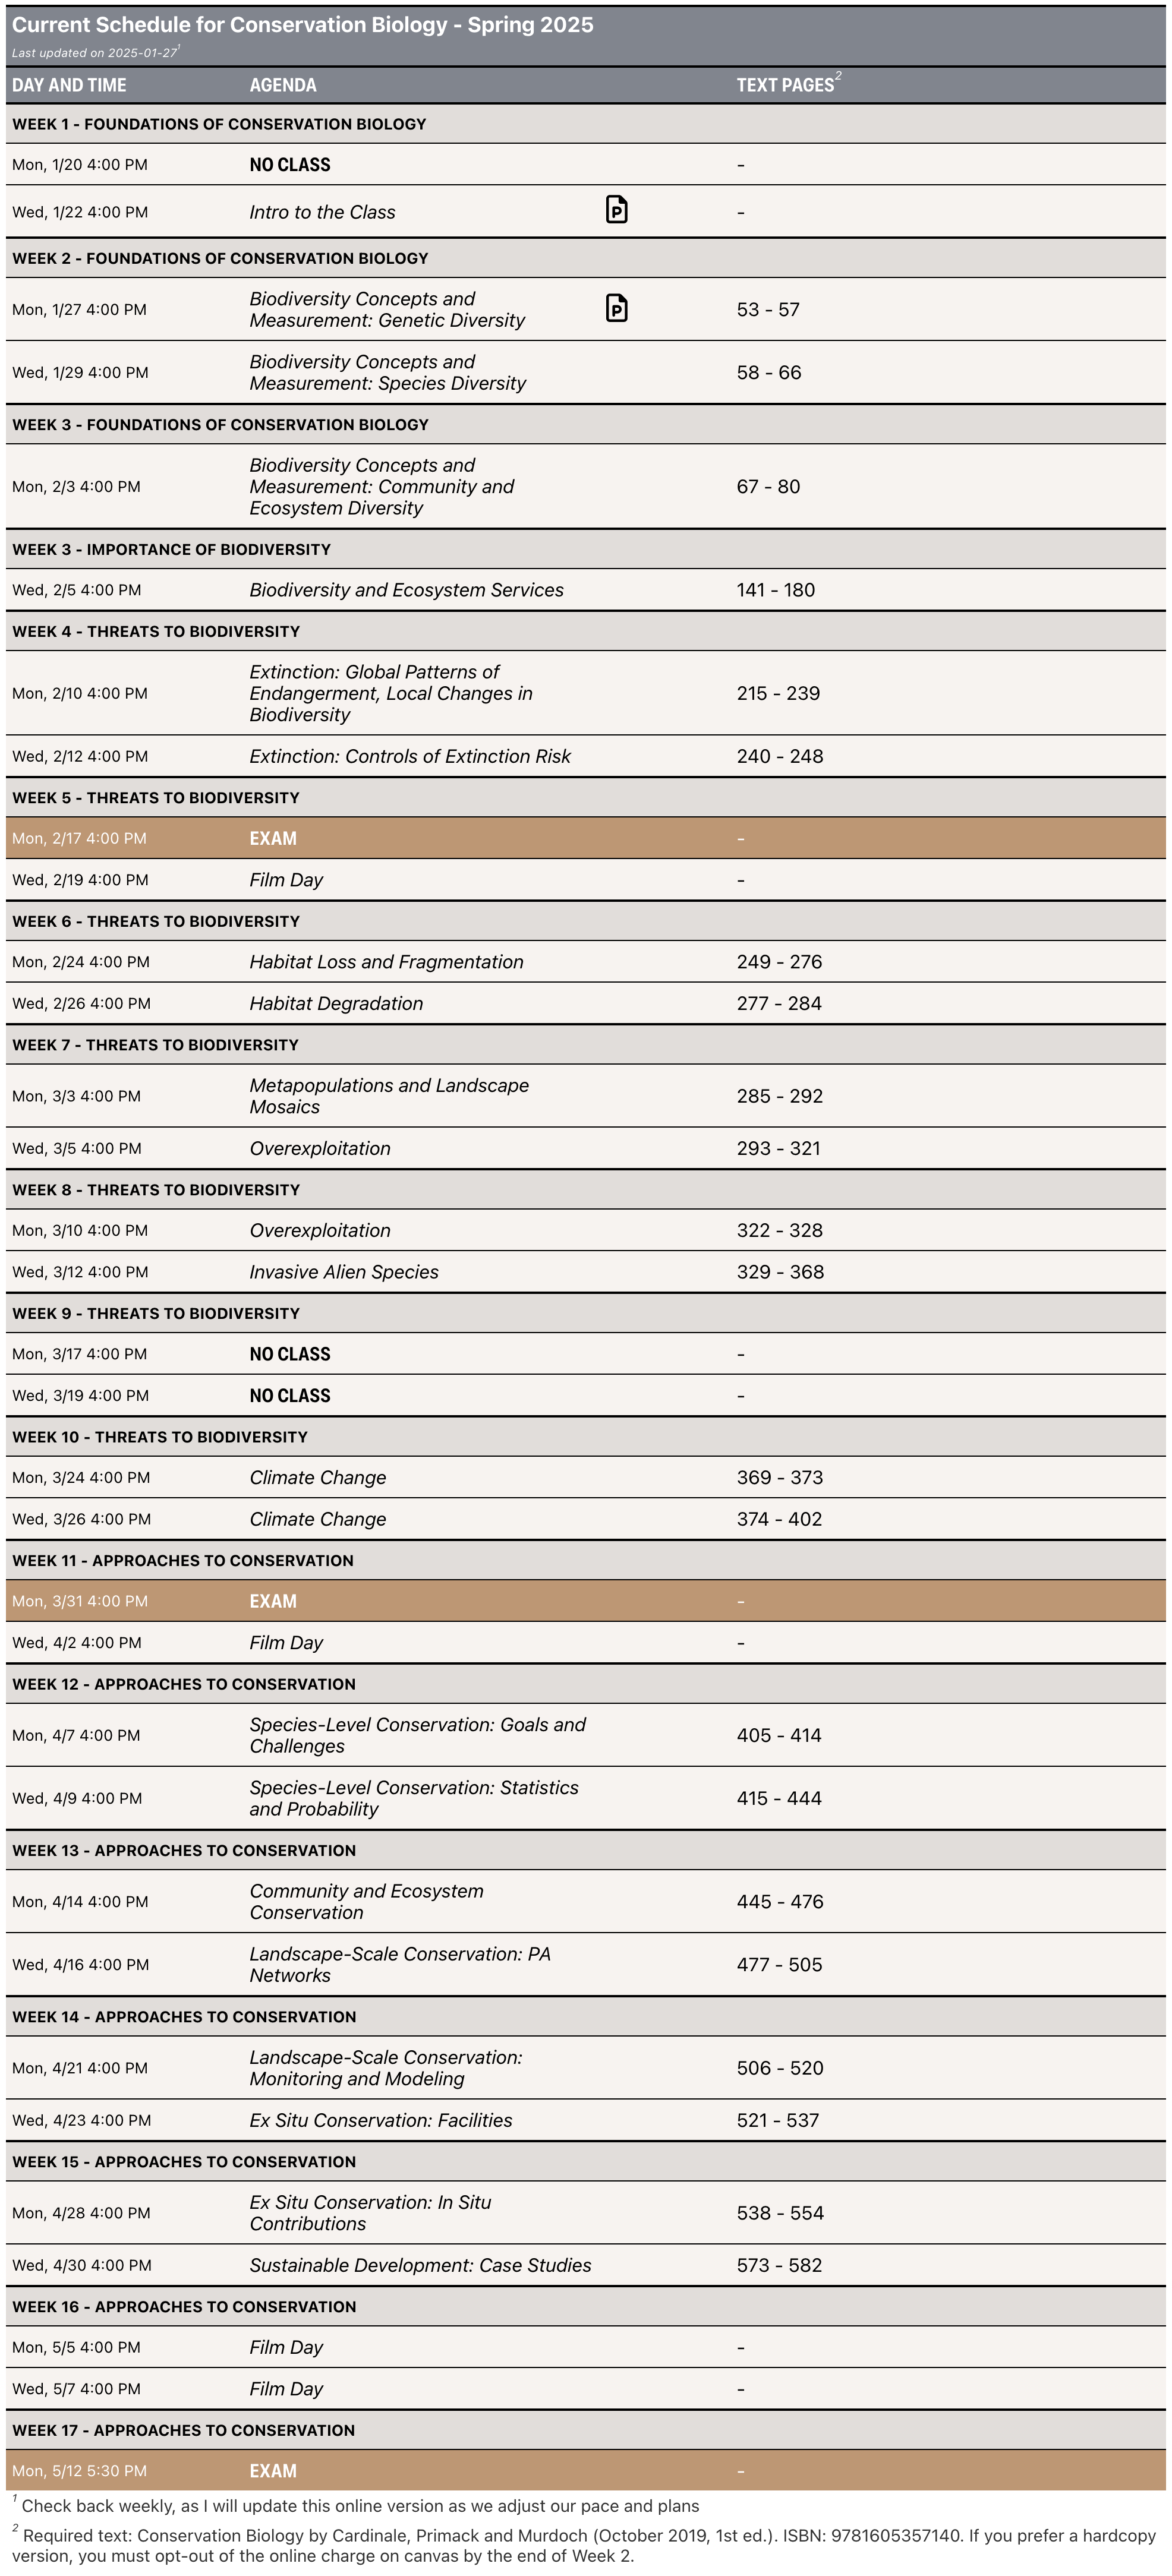 Current Schedule for Conservation Biology - Spring 2025
Last updated on 2025-01-27¹
DAY AND TIME AGENDA TEXT PAGES²
WEEK 1 - FOUNDATIONS OF CONSERVATION BIOLOGY
Mon, 1/20 4:00 PM NO CLASS -
Wed, 1/22 4:00 PM Intro to the Class P -
WEEK 2 - FOUNDATIONS OF CONSERVATION BIOLOGY
Biodiversity Concepts and
Mon, 1/27 4:00 PM P 53 - 57
Measurement: Genetic Diversity
Biodiversity Concepts and
Wed, 1/29 4:00 PM 58 - 66
Measurement: Species Diversity
WEEK 3 - FOUNDATIONS OF CONSERVATION BIOLOGY
Biodiversity Concepts and
Mon, 2/3 4:00 PM Measurement: Community and 67 - 80
Ecosystem Diversity
WEEK 3 - IMPORTANCE OF BIODIVERSITY
Wed, 2/5 4:00 PM Biodiversity and Ecosystem Services 141 - 180
WEEK 4 - THREATS TO BIODIVERSITY
Extinction: Global Patterns of
Mon, 2/10 4:00 PM Endangerment, Local Changes in 215 - 239
Biodiversity
Wed, 2/12 4:00 PM Extinction: Controls of Extinction Risk 240 - 248
WEEK 5 - THREATS TO BIODIVERSITY
Mon, 2/17 4:00 PM EXAM -
Wed, 2/19 4:00 PM Film Day -
WEEK 6 - THREATS TO BIODIVERSITY
Mon, 2/24 4:00 PM Habitat Loss and Fragmentation 249 - 276
Wed, 2/26 4:00 PM Habitat Degradation 277 - 284
WEEK 7 - THREATS TO BIODIVERSITY
Metapopulations and Landscape
Mon, 3/3 4:00 PM 285 - 292
Mosaics
Wed, 3/5 4:00 PM Overexploitation 293 - 321
WEEK 8 - THREATS TO BIODIVERSITY
Mon, 3/10 4:00 PM Overexploitation 322 - 328
Wed, 3/12 4:00 PM Invasive Alien Species 329 - 368
WEEK 9 - THREATS TO BIODIVERSITY
Mon, 3/17 4:00 PM NO CLASS -
Wed, 3/19 4:00 PM NO CLASS -
WEEK 10 - THREATS TO BIODIVERSITY
Mon, 3/24 4:00 PM Climate Change 369 - 373
Wed, 3/26 4:00 PM Climate Change 374 - 402
WEEK 11 - APPROACHES TO CONSERVATION
Mon, 3/31 4:00 PM EXAM -
Wed, 4/2 4:00 PM Film Day -
WEEK 12 - APPROACHES TO CONSERVATION
Species-Level Conservation: Goals and
Mon, 4/7 4:00 PM 405 - 414
Challenges
Species-Level Conservation: Statistics
Wed, 4/9 4:00 PM 415 - 444
and Probability
WEEK 13 - APPROACHES TO CONSERVATION
Community and Ecosystem
Mon, 4/14 4:00 PM 445 - 476
Conservation
Landscape-Scale Conservation: PA
Wed, 4/16 4:00 PM 477 - 505
Networks
WEEK 14 - APPROACHES TO CONSERVATION
Landscape-Scale Conservation:
Mon, 4/21 4:00 PM 506 - 520
Monitoring and Modeling
Wed, 4/23 4:00 PM Ex Situ Conservation: Facilities 521 - 537
WEEK 15 - APPROACHES TO CONSERVATION
Ex Situ Conservation: In Situ
Mon, 4/28 4:00 PM 538 - 554
Contributions
Wed, 4/30 4:00 PM Sustainable Development: Case Studies 573 - 582
WEEK 16 - APPROACHES TO CONSERVATION
Mon, 5/5 4:00 PM Film Day -
Wed, 5/7 4:00 PM Film Day -
WEEK 17 - APPROACHES TO CONSERVATION
Mon, 5/12 5:30 PM EXAM -
¹ Check back weekly, as I will update this online version as we adjust our pace and plans
² Required text: Conservation Biology by Cardinale, Primack and Murdoch (October 2019, 1st ed.). ISBN: 9781605357140. If you prefer a hardcopy
version, you must opt-out of the online charge on canvas by the end of Week 2.